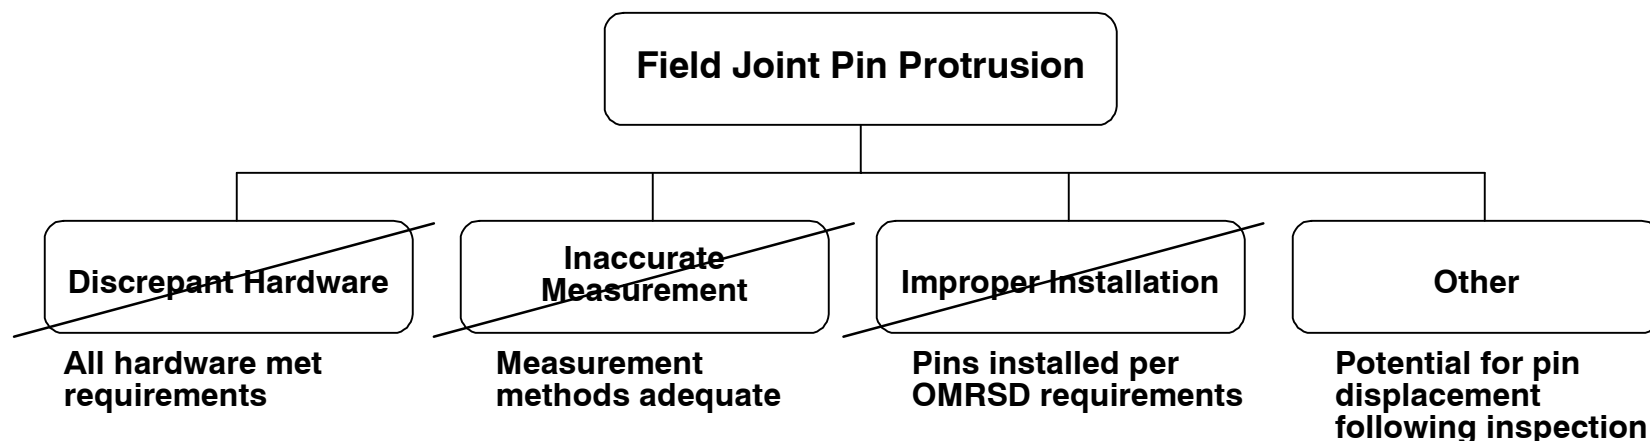 Field Joint Pin Protrusion
Discrepant Hardware
Inaccurate
Measurement
Improper Installation
Other
All hardware met
requirements
Measurement
methods adequate
Pins installed per
OMRSD requirements
Potential for pin
displacement
following inspection